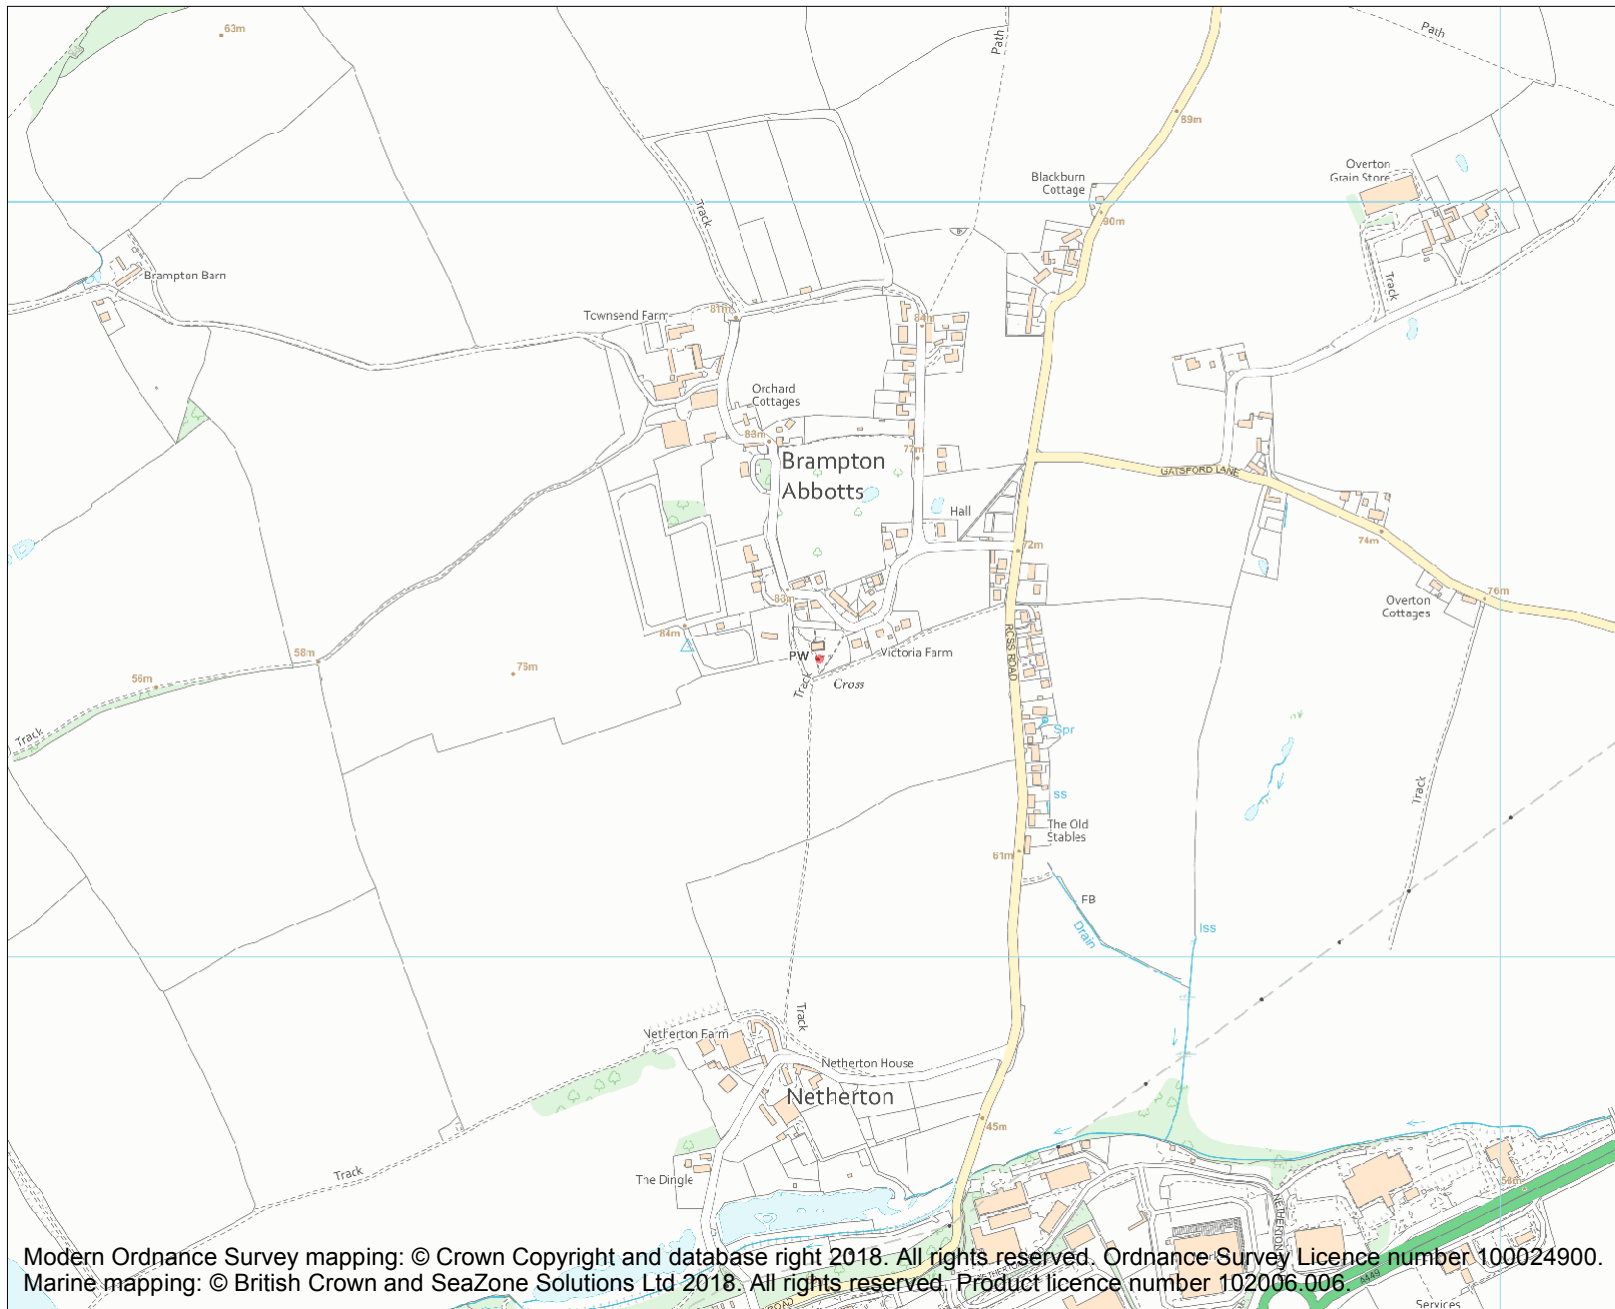 63m
Path
Path
89m
Blackburn
Cottage
Overton
Grain Store
90m
Track
Brampton Barn
Track
Townsend Farm
81m
84m
Orchard
Cottages
83m
77m
Brampton
Abbotts
GATSFORD LANE
Hall
72m
74m
76m
83m
Overton
Cottages
84m
58m
PW
Victoria Farm
ROSS ROAD
75m
56m
Track
Cross
Track
Spr
Track
Iss
The Old
Stables
61m
FB
Drain
Iss
Track
Netherton Farm
Netherton House
Netherton
45m
Track
The Dingle
56m
Modern Ordnance Survey mapping: © Crown Copyright and database right 2018. All rights reserved. Ordnance Survey Licence number 100024900.
Marine mapping: © British Crown and SeaZone Solutions Ltd 2018. All rights reserved. Product licence number 102006.006.
A449
ROAD
Services